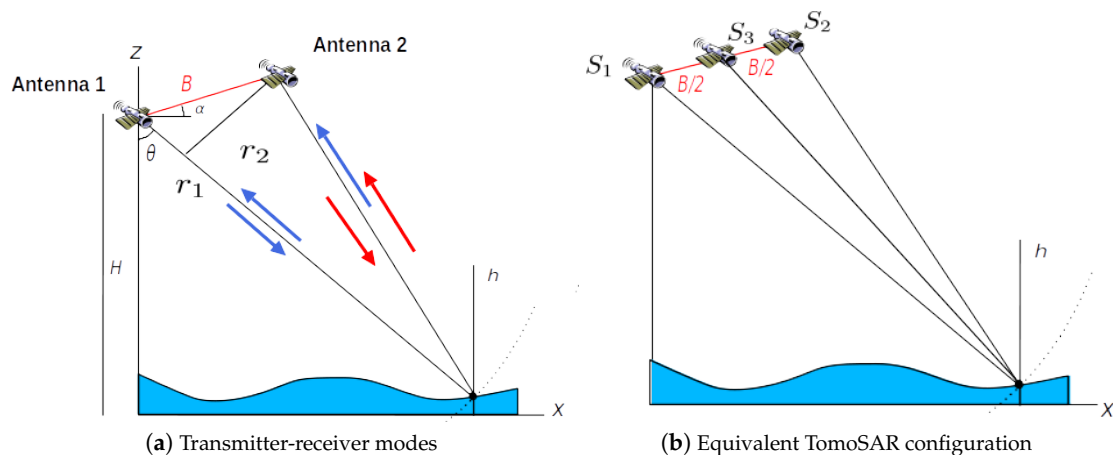 Z
Antenna 2
Antenna 1
B
α
θ
r₁
r₂
H
h
X
S₁
S₃
S₂
B/2
B/2
h
X
(a) Transmitter-receiver modes
(b) Equivalent TomoSAR configuration